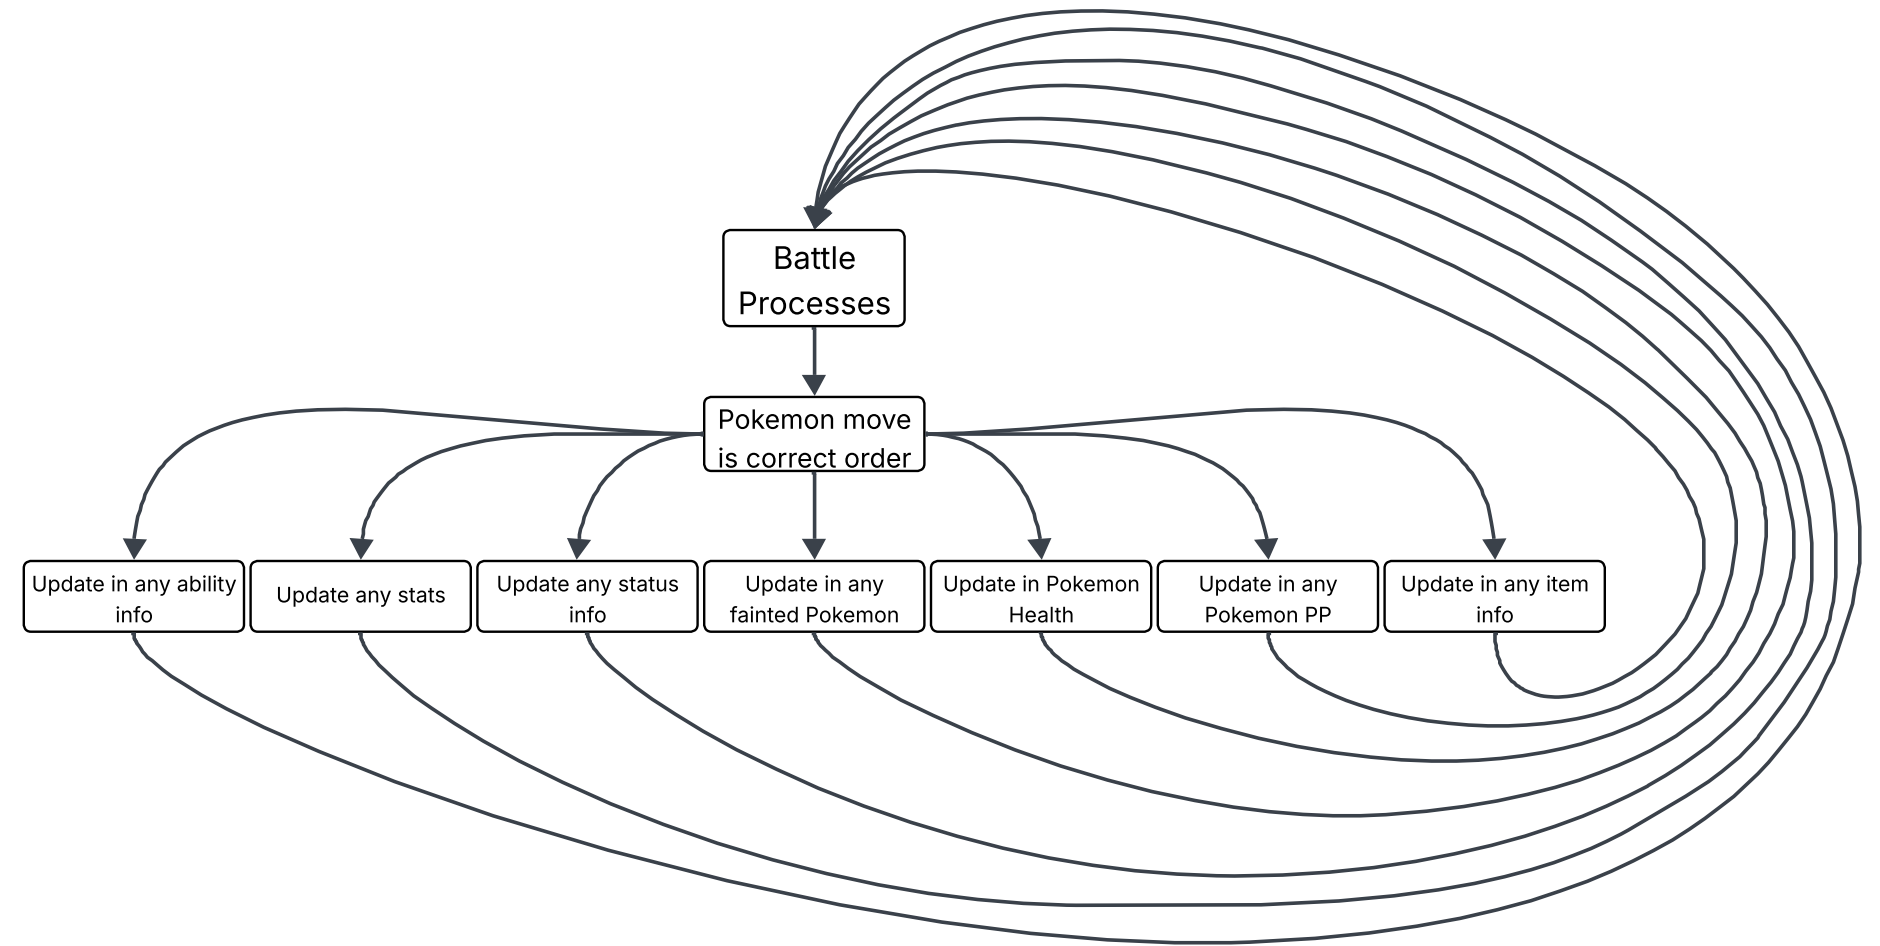 Battle
Processes
Pokemon move
is correct order
Update in any ability
info
Update any stats
Update any status
info
Update in any
fainted Pokemon
Update in Pokemon
Health
Update in any
Pokemon PP
Update in any item
info